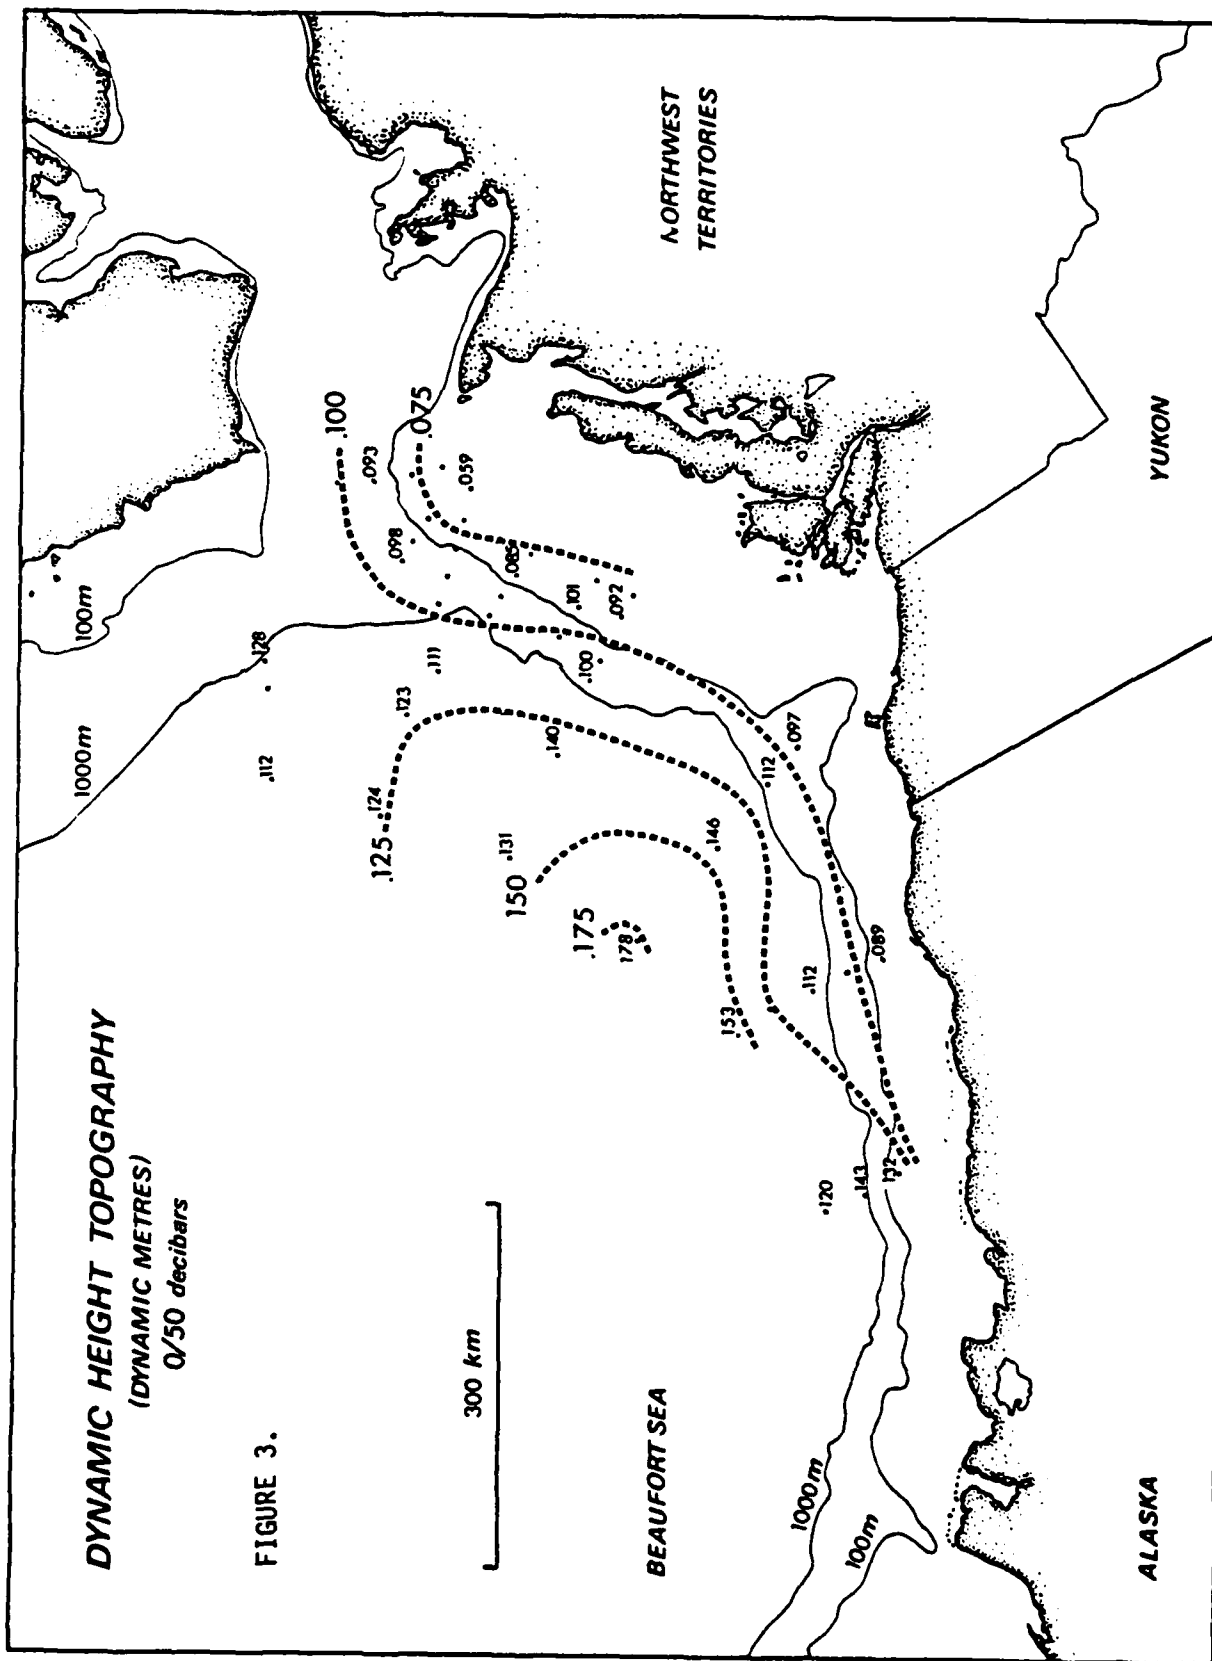 DYNAMIC HEIGHT TOPOGRAPHY
(DYNAMIC METRES)
0/50 decibars
FIGURE 3.
300 km
BEAUFORT SEA
1000m
100m
ALASKA
YUKON
NORTHWEST
TERRITORIES
1000m
100m
.128
.112
.100
.093
.075
.059
.098
.085
.101
.092
.111
.100
.123
.140
.097
.112
.125
.124
.131
.150
.146
.175
.178
.153
.112
.089
.120
.143
.132